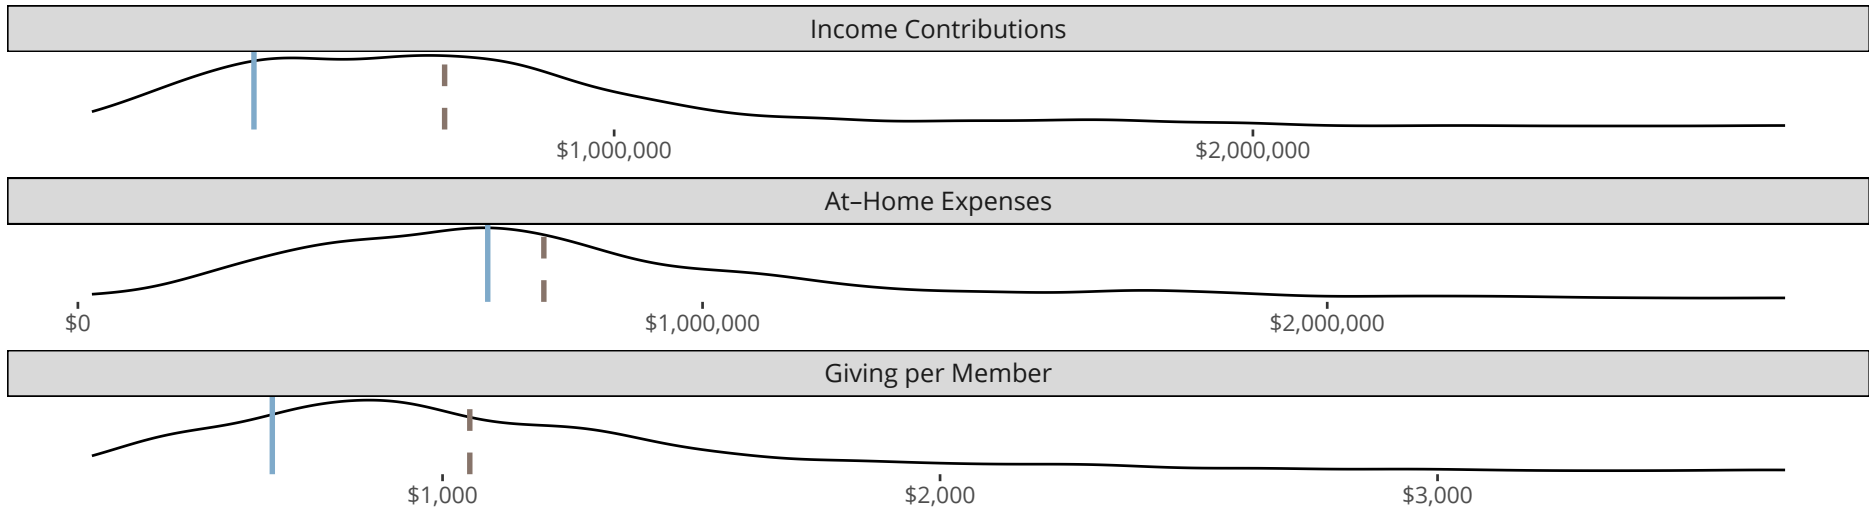 Income Contributions
$1,000,000 $2,000,000
At–Home Expenses
$0 $1,000,000 $2,000,000
Giving per Member
$1,000 $2,000 $3,000